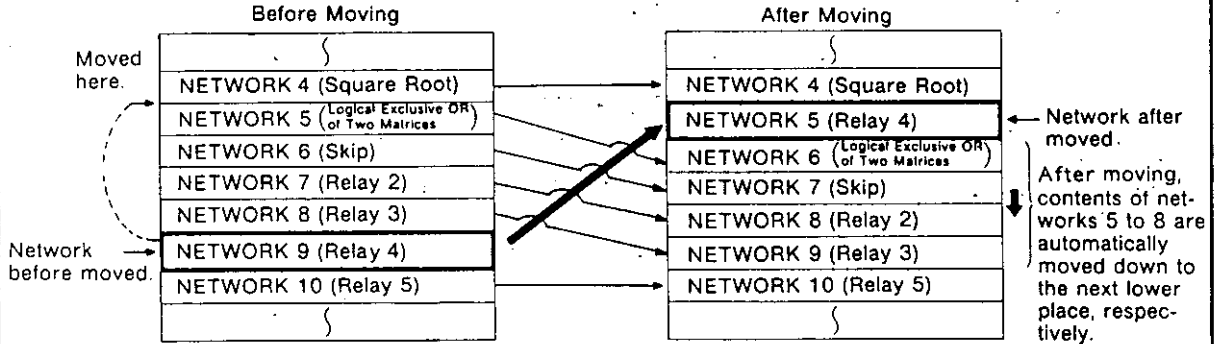 Before Moving
After Moving
Moved
here.
NETWORK 4 (Square Root)
NETWORK 5 (Logical Exclusive OR
of Two Matrices)
NETWORK 6 (Skip)
NETWORK 7 (Relay 2)
NETWORK 8 (Relay 3)
NETWORK 9 (Relay 4)
NETWORK 10 (Relay 5)
Network
before moved.
NETWORK 4 (Square Root)
NETWORK 5 (Relay 4)
NETWORK 6 (Logical Exclusive OR
of Two Matrices)
NETWORK 7 (Skip)
NETWORK 8 (Relay 2)
NETWORK 9 (Relay 3)
NETWORK 10 (Relay 5)
Network after
moved.
After moving,
contents of net-
works 5 to 8 are
automatically
moved down to
the next lower
place, respec-
tively.